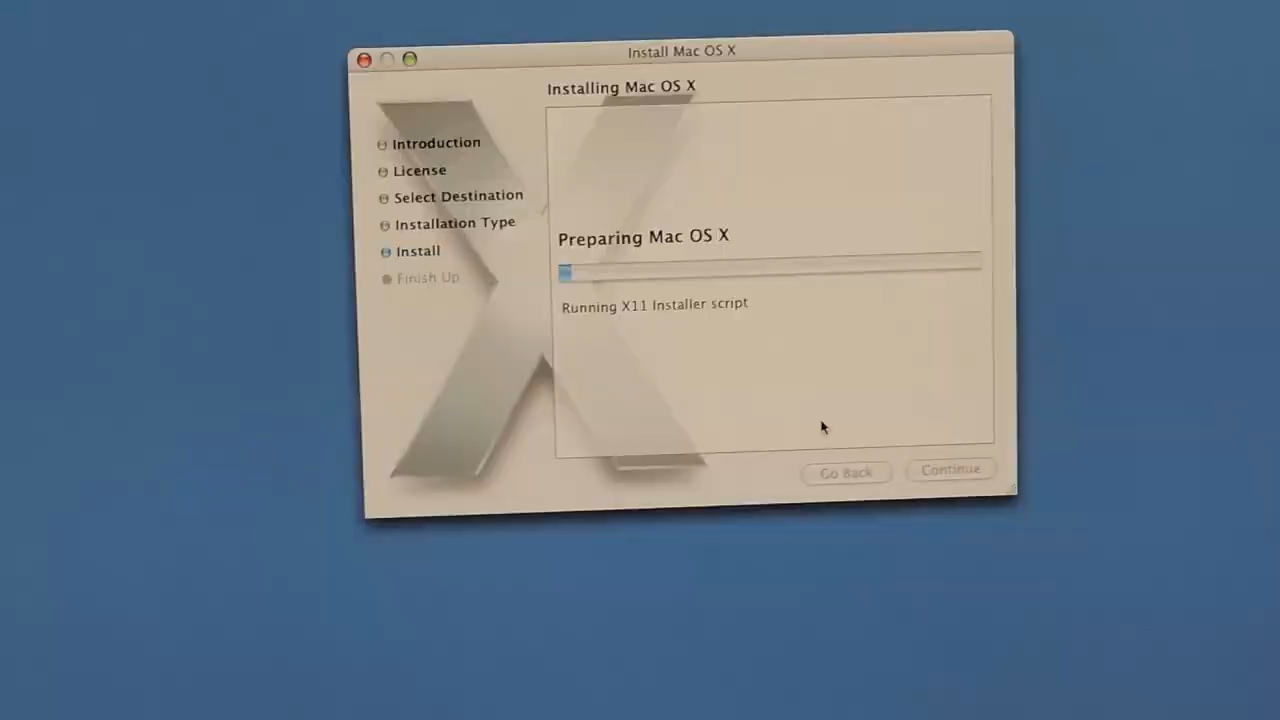 Install Mac OS X
Installing Mac OS X
Introduction
License
Select Destination
Installation Type
Install
Finish Up
Preparing Mac OS X
Running X11 Installer script
Go Back
Continue